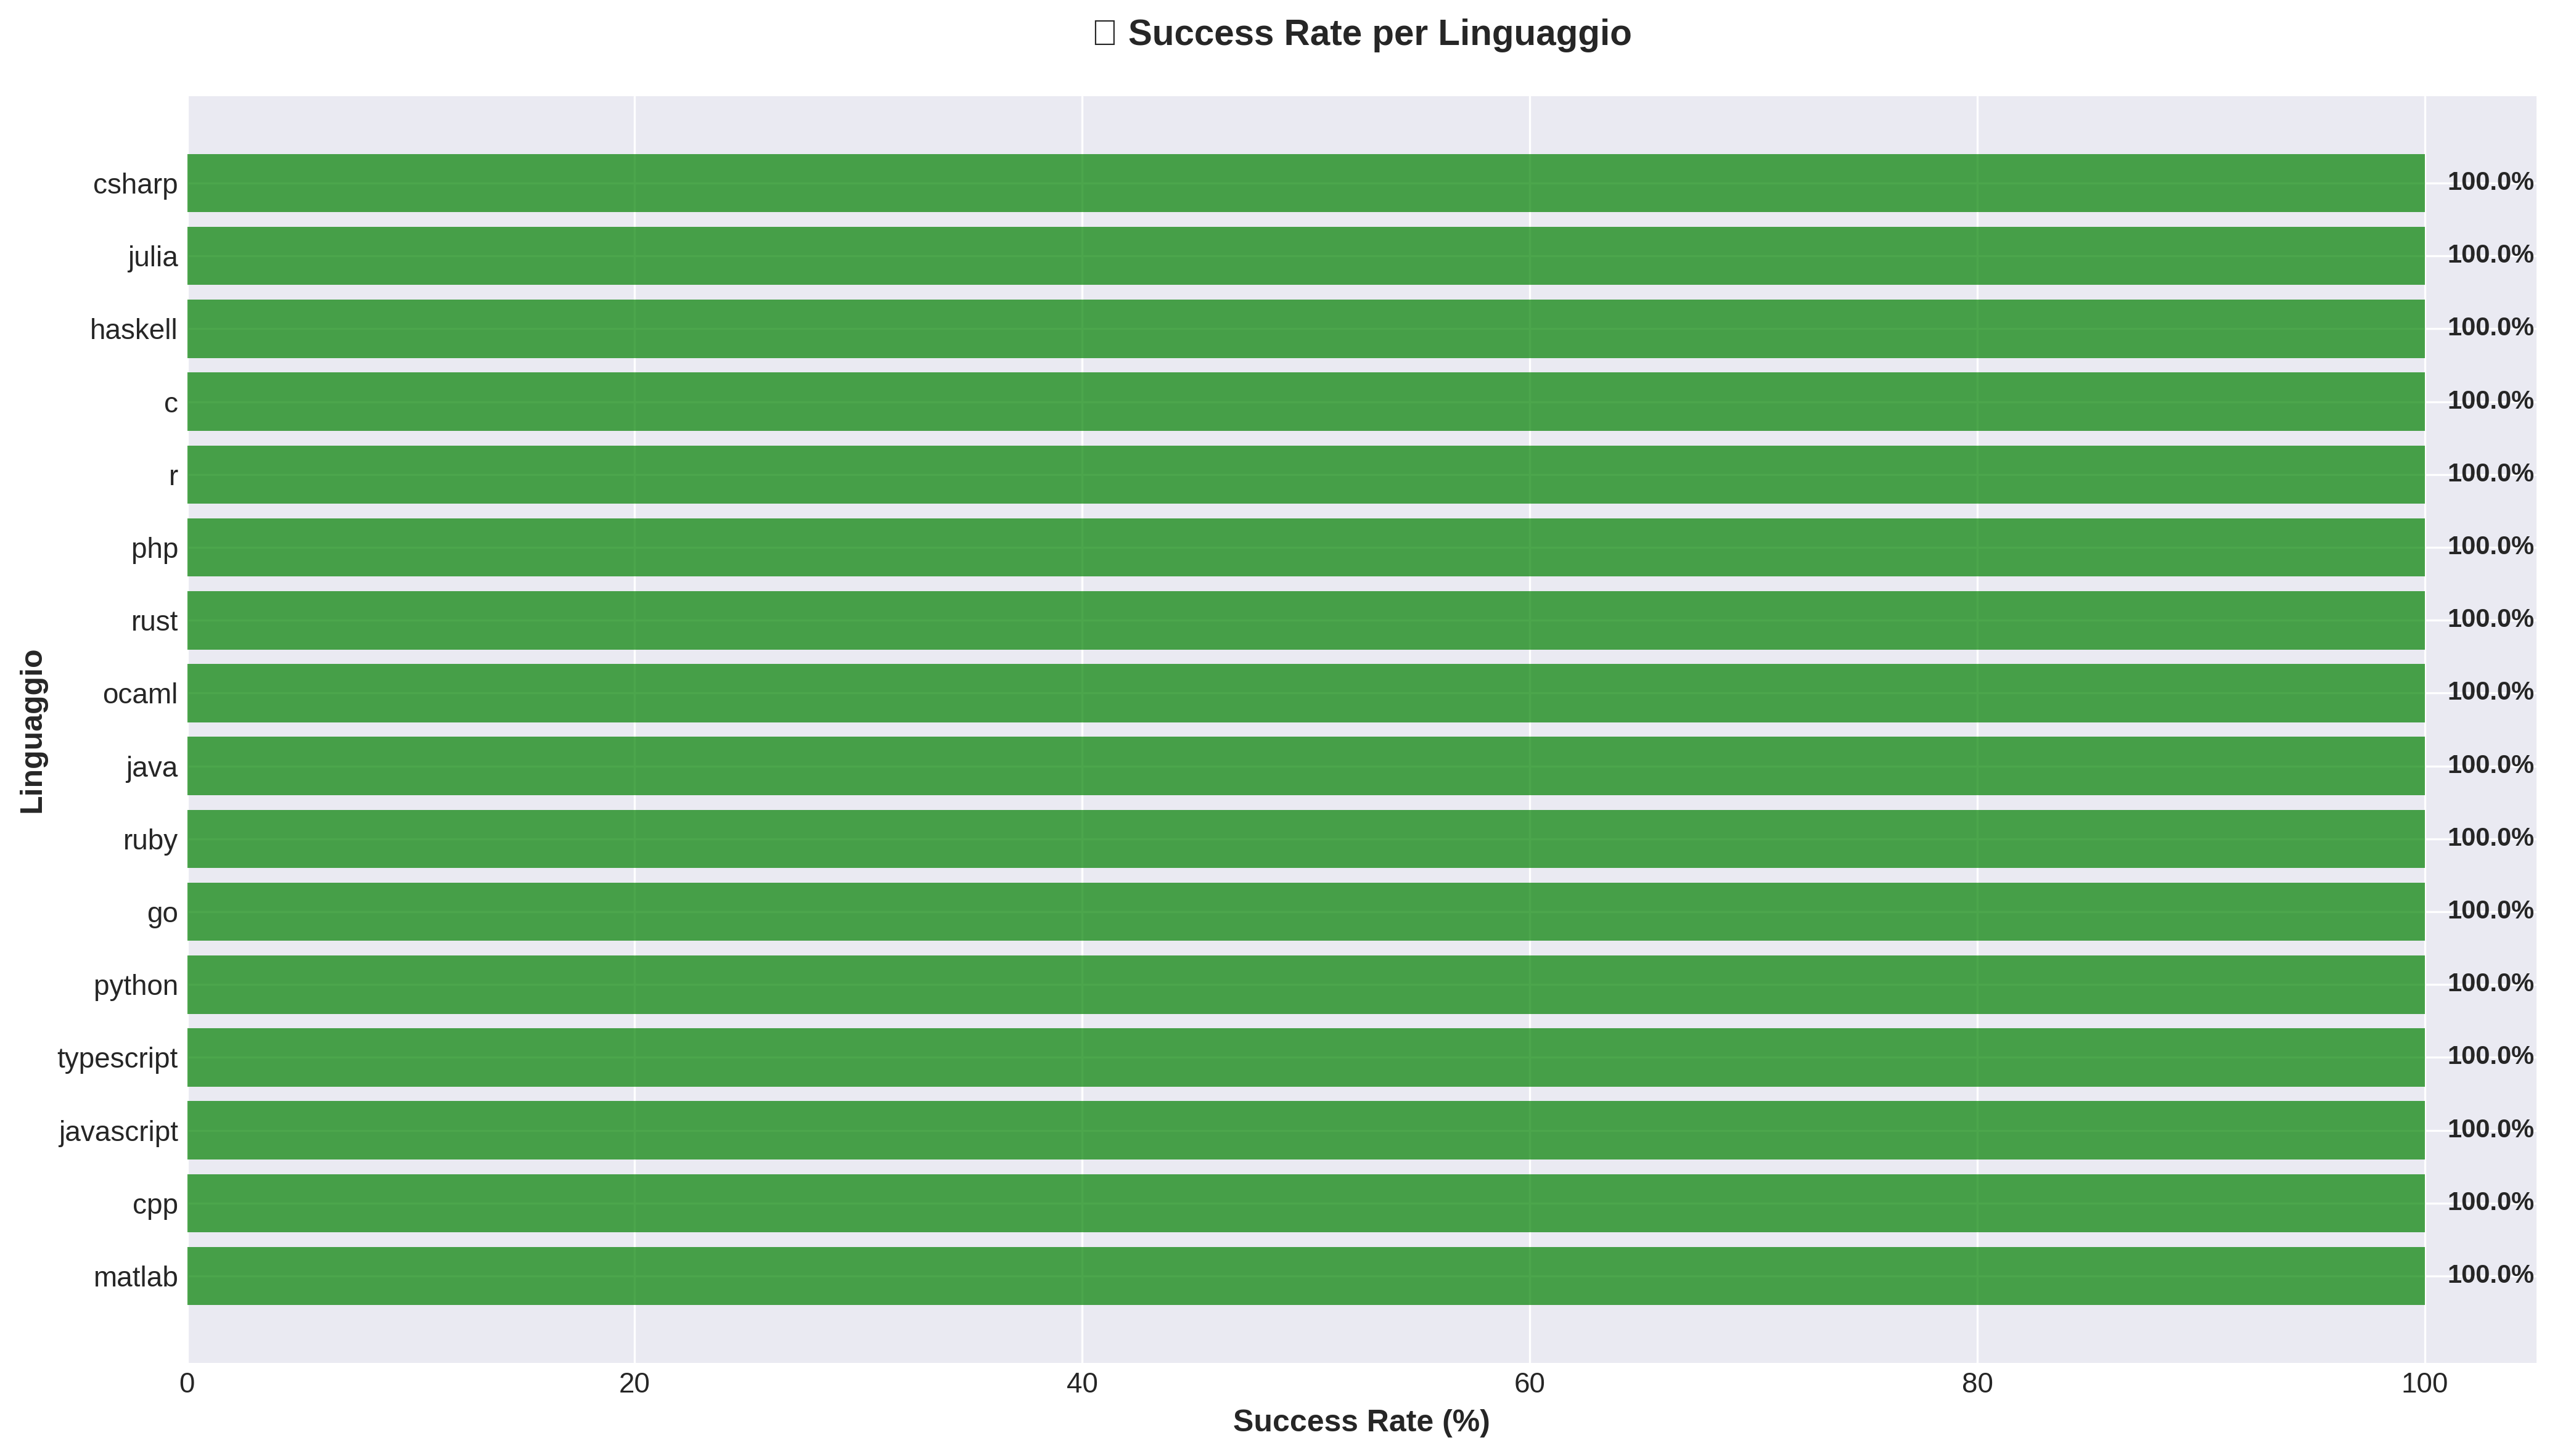 Success Rate per Linguaggio
Linguaggio
csharp 100.0%
julia 100.0%
haskell 100.0%
c 100.0%
r 100.0%
php 100.0%
rust 100.0%
ocaml 100.0%
java 100.0%
ruby 100.0%
go 100.0%
python 100.0%
typescript 100.0%
javascript 100.0%
cpp 100.0%
matlab 100.0%
0 20 40 60 80 100
Success Rate (%)